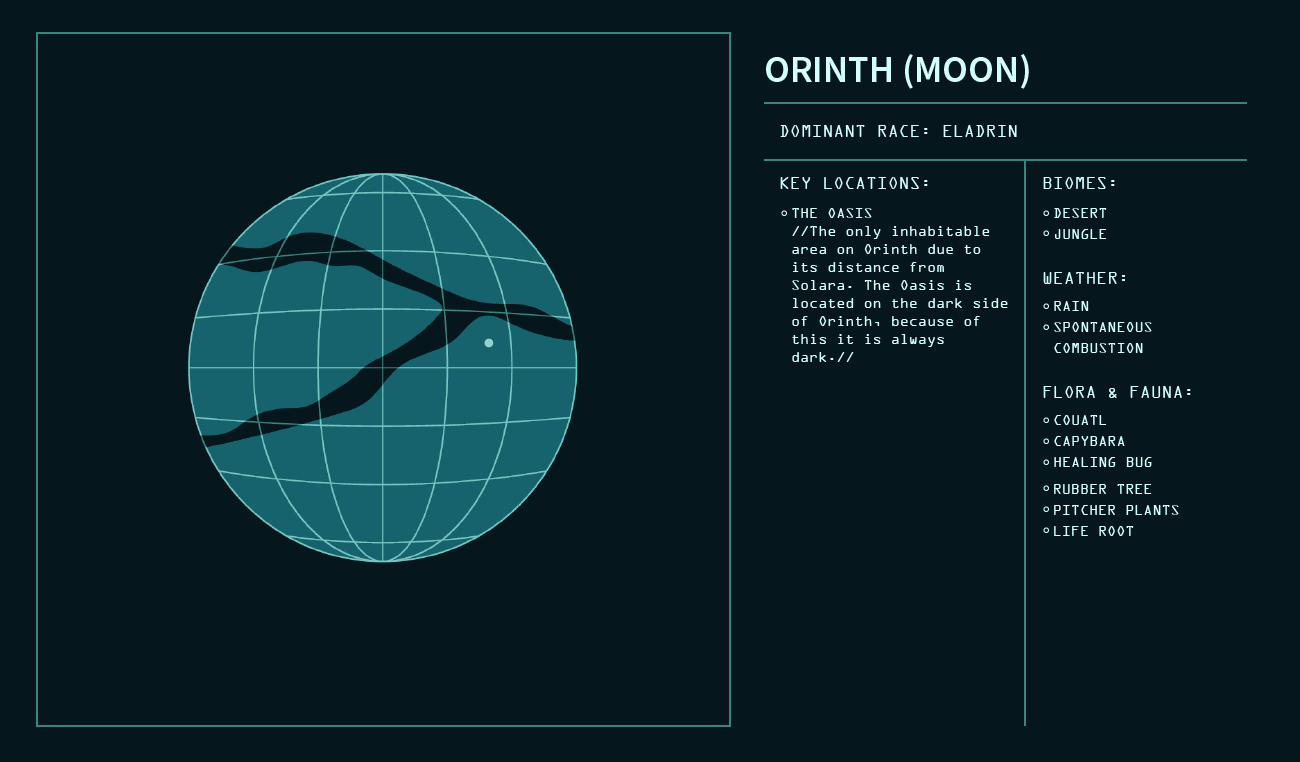 ORINTH (MOON)
DOMINANT RACE: ELADRIN
KEY LOCATIONS:
THE OASIS
//The only inhabitable
area on Orinth due to
its distance from
Solara. The Oasis is
located on the dark side
of Orinth, because of
this it is always
dark.//
BIOMES:
DESERT
JUNGLE
WEATHER:
RAIN
SPONTANEOUS
COMBUSTION
FLORA & FAUNA:
COUATL
CAPYBARA
HEALING BUG
RUBBER TREE
PITCHER PLANTS
LIFE ROOT